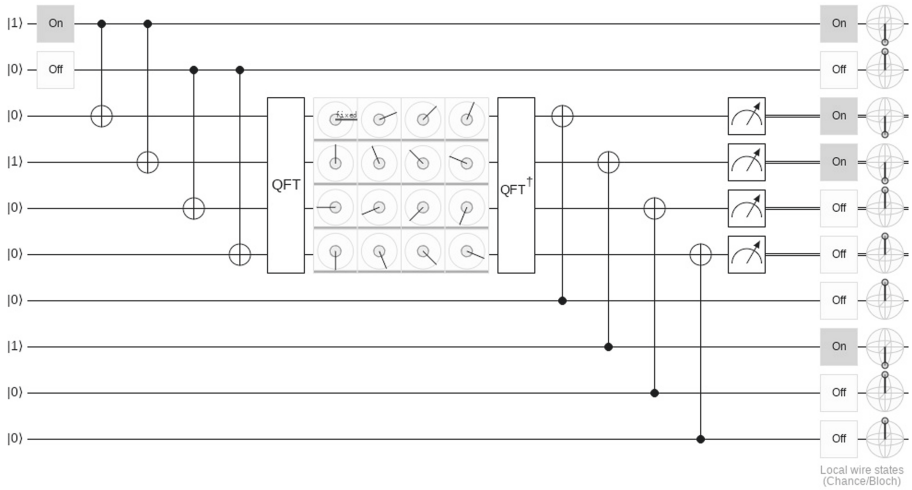 |1⟩ On On
|0⟩ Off Off
|0⟩ fixed On
|1⟩ On
QFT QFT†
|0⟩ Off
|0⟩ Off
|0⟩ Off
|1⟩ On
|0⟩ Off
|0⟩ Off
Local wire states
(Chance/Bloch)